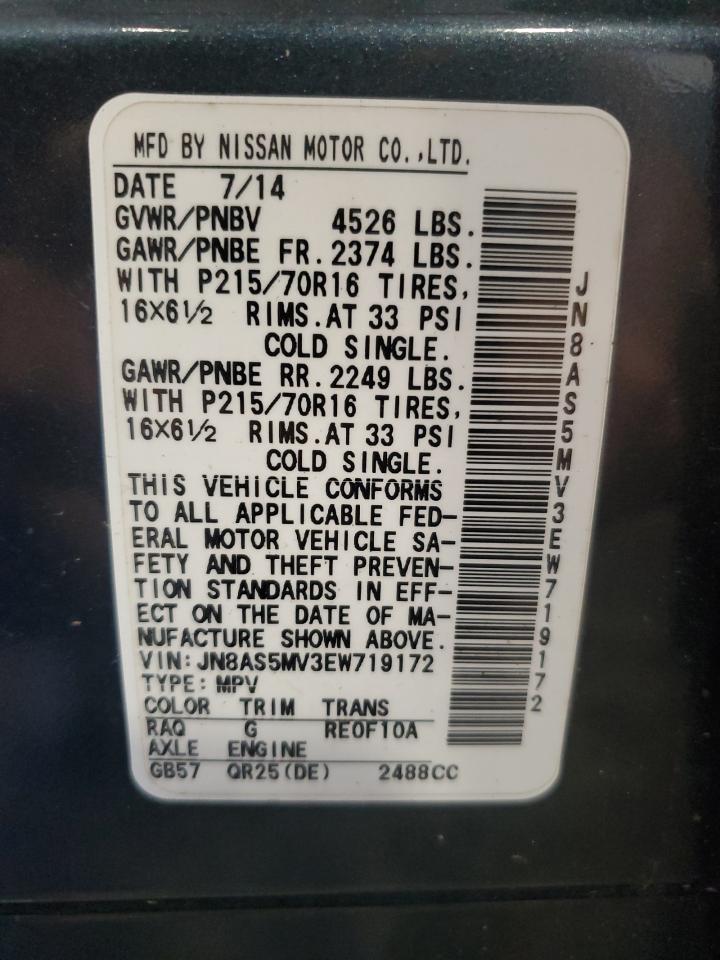 MFD BY NISSAN MOTOR CO.,LTD.
DATE 7/14
GVWR/PNBV 4526 LBS.
GAWR/PNBE FR.2374 LBS.
WITH P215/70R16 TIRES,
16X6½ RIMS.AT 33 PSI
COLD SINGLE.
GAWR/PNBE RR.2249 LBS.
WITH P215/70R16 TIRES,
16X6½ RIMS.AT 33 PSI
COLD SINGLE.
THIS VEHICLE CONFORMS
TO ALL APPLICABLE FED-
ERAL MOTOR VEHICLE SA-
FETY AND THEFT PREVEN-
TION STANDARDS IN EFF-
ECT ON THE DATE OF MA-
NUFACTURE SHOWN ABOVE.
VIN:JN8AS5MV3EW719172
TYPE:MPV
COLOR TRIM TRANS
RAQ G RE0F10A
AXLE ENGINE
GB57 QR25(DE) 2488CC
JN8AS5MV3EW719172